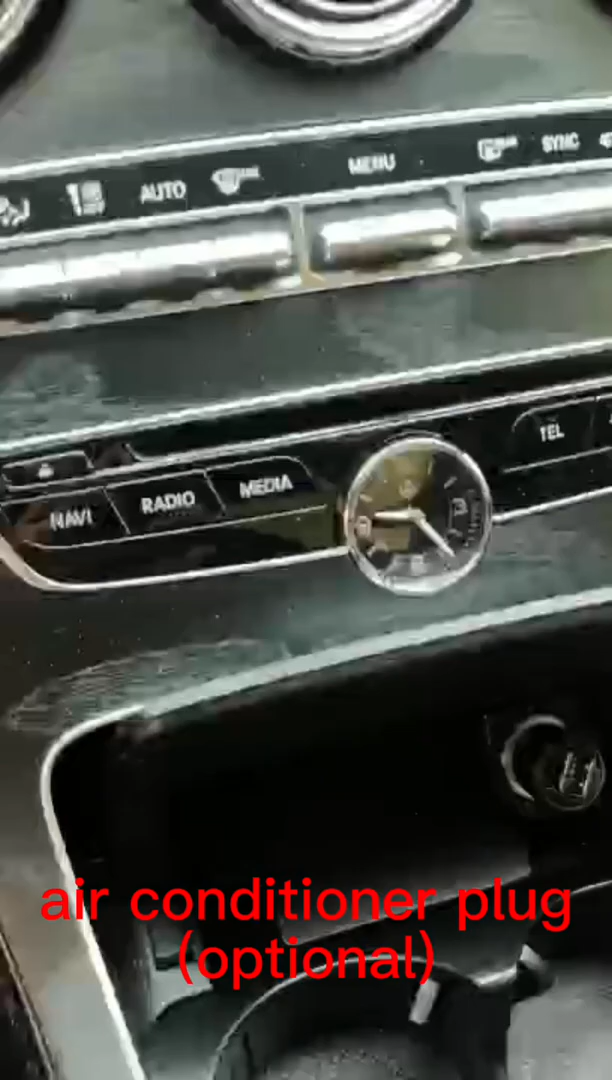 AUTO
MENU
SYNC
TEL
NAVI
RADIO
MEDIA
air conditioner plug
(optional)